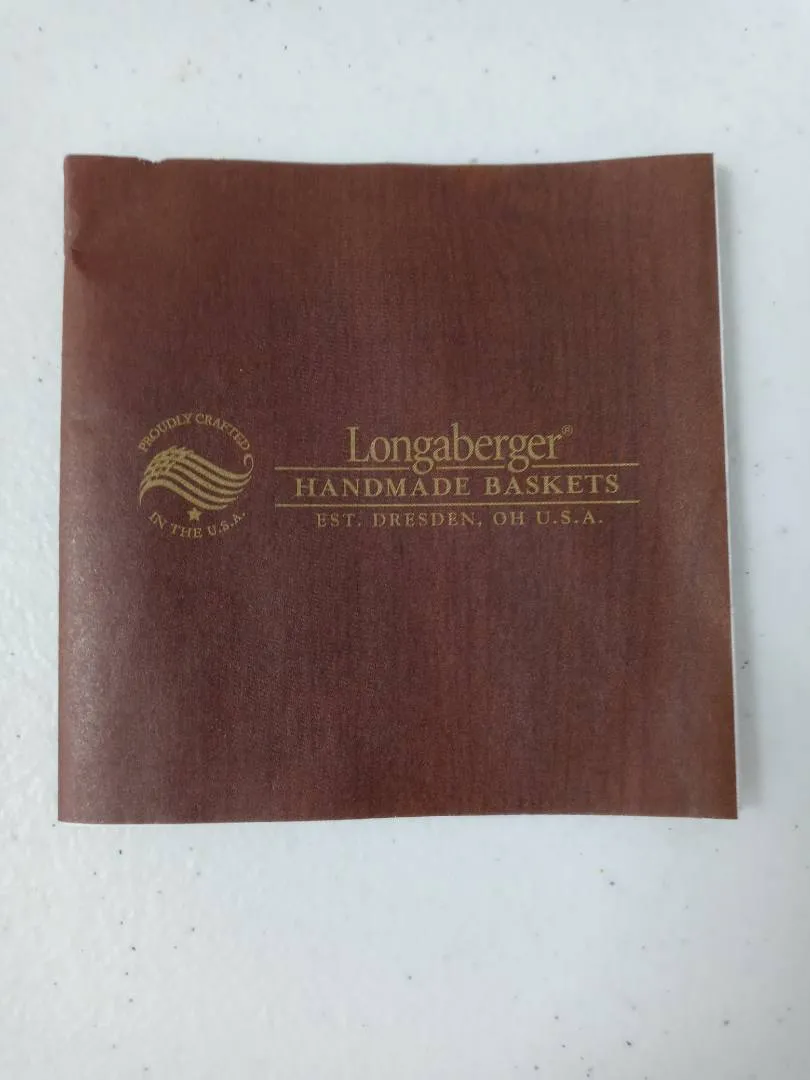 PROUDLY CRAFTED
IN THE U.S.A.
Longaberger®
HANDMADE BASKETS
EST. DRESDEN, OH U.S.A.